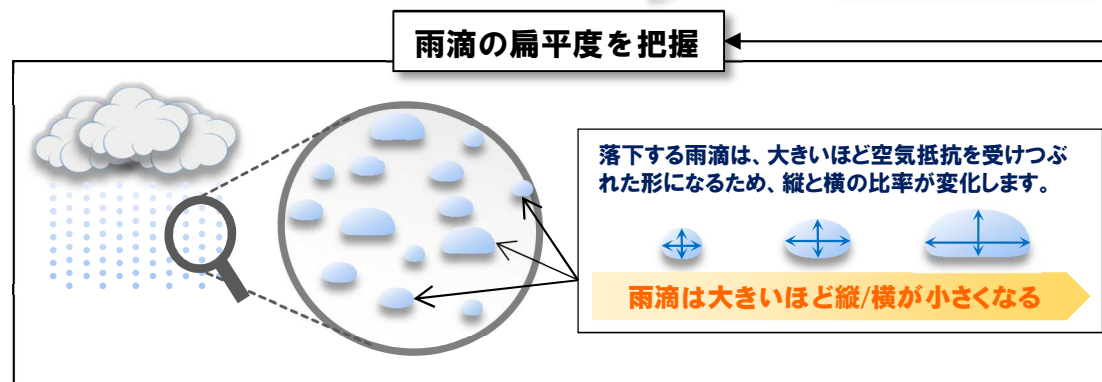 雨滴の扁平度を把握
落下する雨滴は、大きいほど空気抵抗を受けつぶ
れた形になるため、縦と横の比率が変化します。
雨滴は大きいほど縦/横が小さくなる